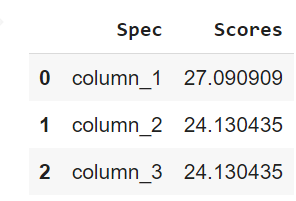 Spec Scores
0 column_1 27.090909
1 column_2 24.130435
2 column_3 24.130435